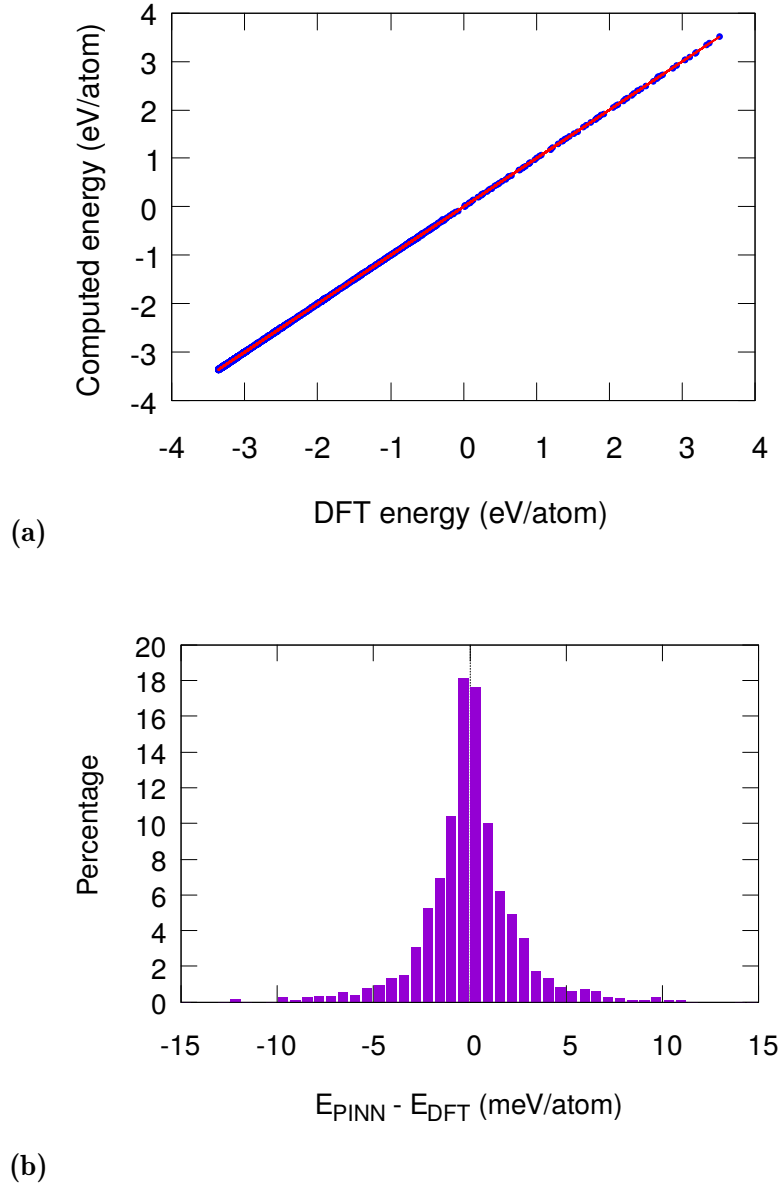 4
3
2
1
0
-1
-2
-3
-4
Computed energy (eV/atom)
-4 -3 -2 -1 0 1 2 3 4
DFT energy (eV/atom)
(a)
20
18
16
14
12
10
8
6
4
2
0
Percentage
-15 -10 -5 0 5 10 15
E_PINN - E_DFT (meV/atom)
(b)